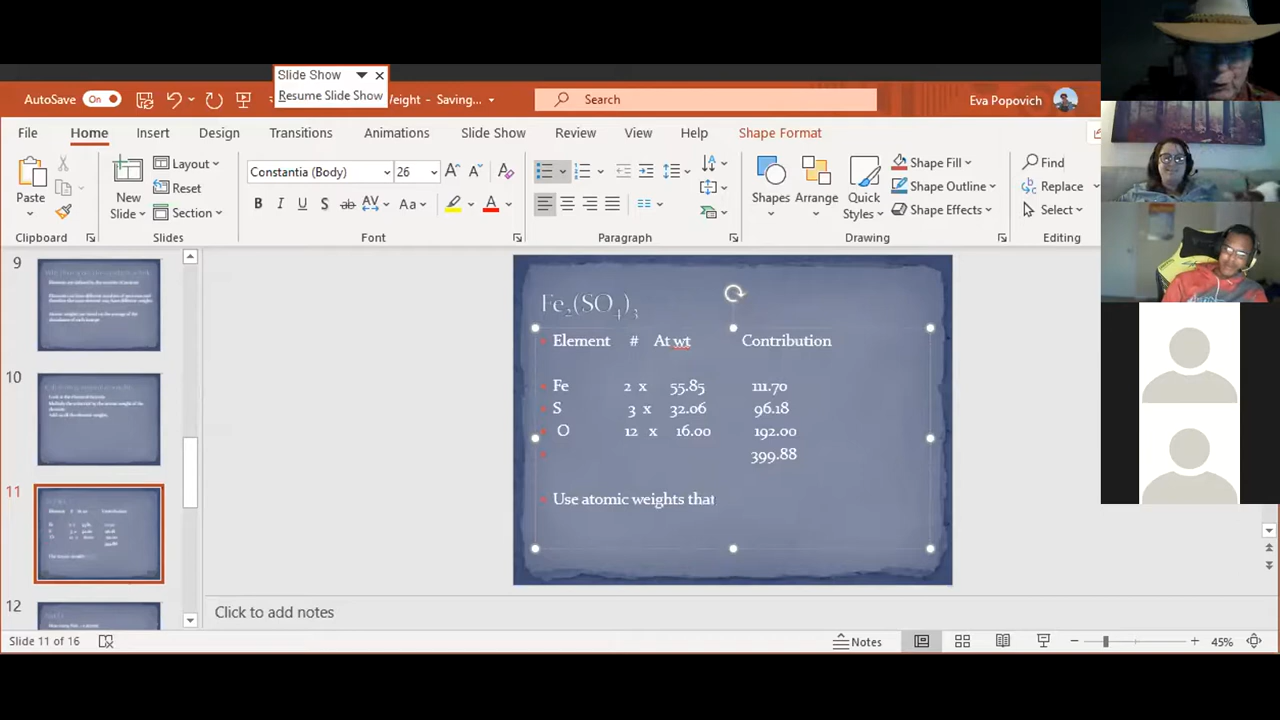 Slide Show
Resume Slide Show
AutoSave On
Weight - Saving...
Search
Eva Popovich
File Home Insert Design Transitions Animations Slide Show Review View Help Shape Format
Paste
New Slide
Layout
Reset
Section
Constantia (Body) 26
B I U S ab AV Aa A
Shapes
Arrange
Quick Styles
Shape Fill
Shape Outline
Shape Effects
Find
Replace
Select
Clipboard Slides Font Paragraph Drawing Editing
9
10
11
12
Fe2(SO4)3
Element # At wt Contribution
Fe 2 x 55.85 111.70
S 3 x 32.06 96.18
O 12 x 16.00 192.00
399.88
Use atomic weights that
Click to add notes
Slide 11 of 16
Notes
45%